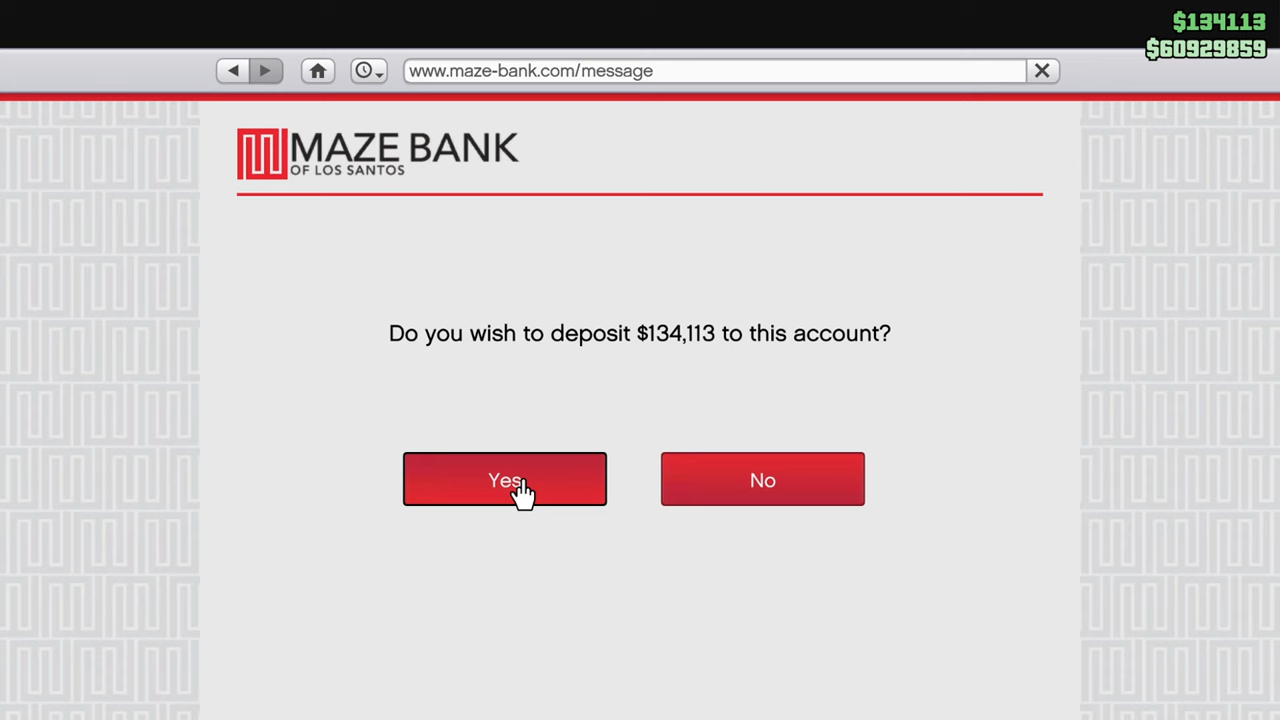 $134113
$60929859
www.maze-bank.com/message
MAZE BANK
OF LOS SANTOS
Do you wish to deposit $134,113 to this account?
Yes
No